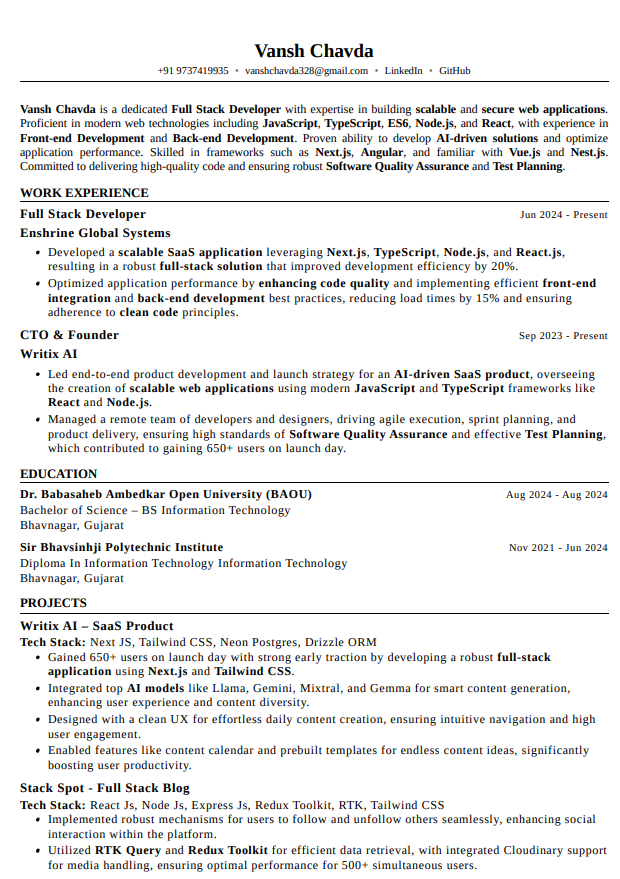 Vansh Chavda
+91 9737419935 • vanshchavda328@gmail.com • LinkedIn • GitHub
Vansh Chavda is a dedicated Full Stack Developer with expertise in building scalable and secure web applications.
Proficient in modern web technologies including JavaScript, TypeScript, ES6, Node.js, and React, with experience in
Front-end Development and Back-end Development. Proven ability to develop AI-driven solutions and optimize
application performance. Skilled in frameworks such as Next.js, Angular, and familiar with Vue.js and Nest.js.
Committed to delivering high-quality code and ensuring robust Software Quality Assurance and Test Planning.
WORK EXPERIENCE
Full Stack Developer Jun 2024 - Present
Enshrine Global Systems
• Developed a scalable SaaS application leveraging Next.js, TypeScript, Node.js, and React.js,
resulting in a robust full-stack solution that improved development efficiency by 20%.
• Optimized application performance by enhancing code quality and implementing efficient front-end
integration and back-end development best practices, reducing load times by 15% and ensuring
adherence to clean code principles.
CTO & Founder Sep 2023 - Present
Writix AI
• Led end-to-end product development and launch strategy for an AI-driven SaaS product, overseeing
the creation of scalable web applications using modern JavaScript and TypeScript frameworks like
React and Node.js.
• Managed a remote team of developers and designers, driving agile execution, sprint planning, and
product delivery, ensuring high standards of Software Quality Assurance and effective Test Planning,
which contributed to gaining 650+ users on launch day.
EDUCATION
Dr. Babasaheb Ambedkar Open University (BAOU) Aug 2024 - Aug 2024
Bachelor of Science – BS Information Technology
Bhavnagar, Gujarat
Sir Bhavsinhji Polytechnic Institute Nov 2021 - Jun 2024
Diploma In Information Technology Information Technology
Bhavnagar, Gujarat
PROJECTS
Writix AI – SaaS Product
Tech Stack: Next JS, Tailwind CSS, Neon Postgres, Drizzle ORM
• Gained 650+ users on launch day with strong early traction by developing a robust full-stack
application using Next.js and Tailwind CSS.
• Integrated top AI models like Llama, Gemini, Mixtral, and Gemma for smart content generation,
enhancing user experience and content diversity.
• Designed with a clean UX for effortless daily content creation, ensuring intuitive navigation and high
user engagement.
• Enabled features like content calendar and prebuilt templates for endless content ideas, significantly
boosting user productivity.
Stack Spot - Full Stack Blog
Tech Stack: React Js, Node Js, Express Js, Redux Toolkit, RTK, Tailwind CSS
• Implemented robust mechanisms for users to follow and unfollow others seamlessly, enhancing social
interaction within the platform.
• Utilized RTK Query and Redux Toolkit for efficient data retrieval, with integrated Cloudinary support
for media handling, ensuring optimal performance for 500+ simultaneous users.